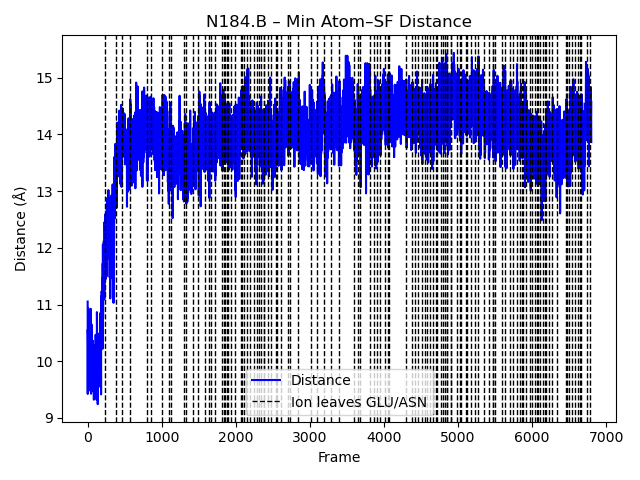 N184.B – Min Atom–SF Distance
Distance (Å)
15
14
13
12
11
10
9
Distance
Ion leaves GLU/ASN
0 1000 2000 3000 4000 5000 6000 7000
Frame